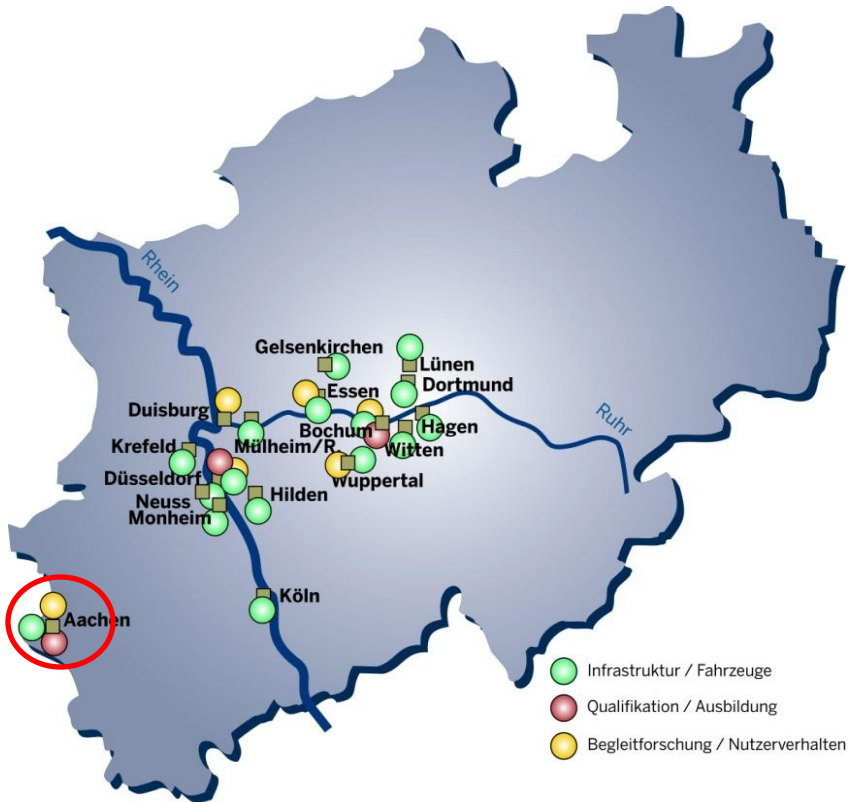 Rhein
Gelsenkirchen
Lünen
Dortmund
Essen
Duisburg
Ruhr
Hagen
Bochum
Krefeld
Mülheim/R.
Witten
Düsseldorf
Wuppertal
Neuss
Hilden
Monheim
Köln
Aachen
Infrastruktur / Fahrzeuge
Qualifikation / Ausbildung
Begleitforschung / Nutzerverhalten